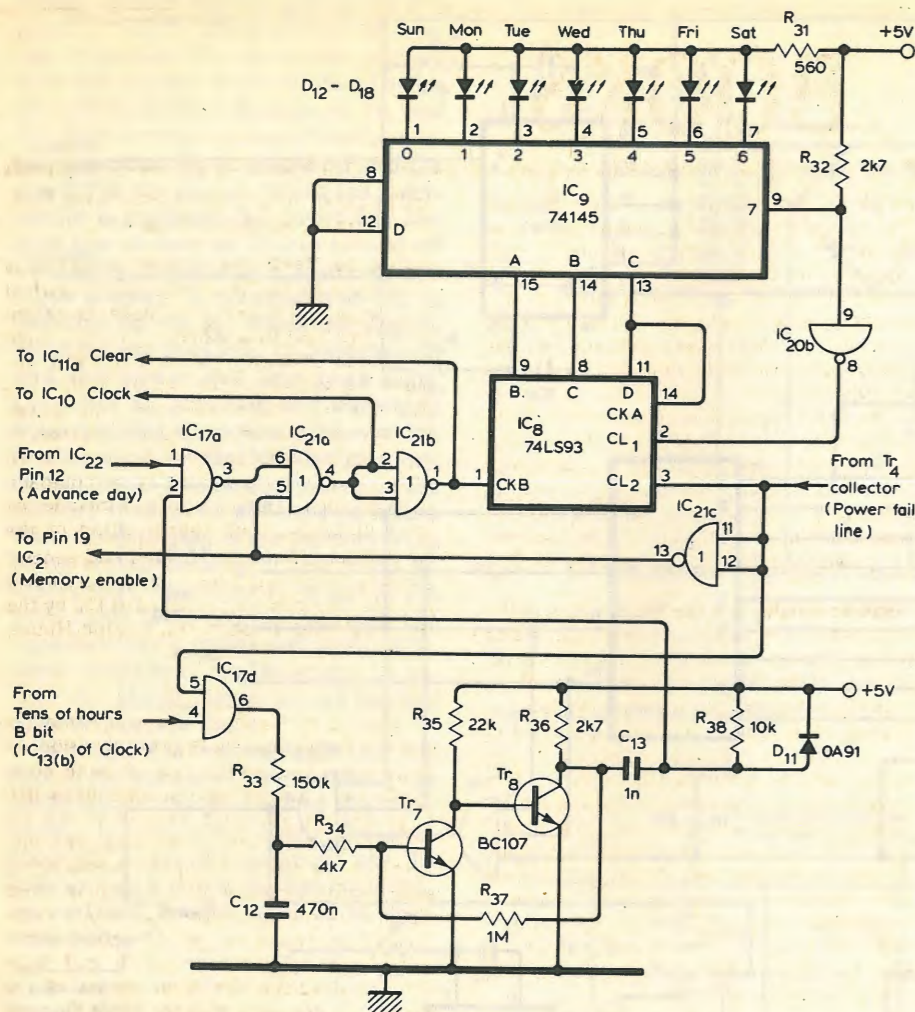 Sun Mon Tue Wed Thu Fri Sat
R31
560
+5V
D12 - D18
1 2 3 4 5 6 7
0 1 2 3 4 5 6
8
12 D
IC9
74145
7
9
R32 2k7
A B C
15 14 13
9
IC20b
8
To IC11a Clear
To IC10 Clock
9 8 11
B C D
14
CKA
IC8
74LS93
CL1
2
CL2
3
1
CKB
IC17a
IC21a
IC21b
From IC22
Pin 12
(Advance day)
1
2
3
6
5
1
4
2
3
1
1
From Tr4
collector
(Power fail
line)
To Pin 19
IC2
(Memory enable)
IC21c
13
1
11
12
IC17d
5
4
6
From
Tens of hours
B bit
(IC13(b) of Clock)
R33
150k
R34
4k7
C12 470n
R35 22k
Tr7
R36
2k7
Tr8
BC107
C13
1n
R37
1M
R38
10k
D11 OA91
+5V